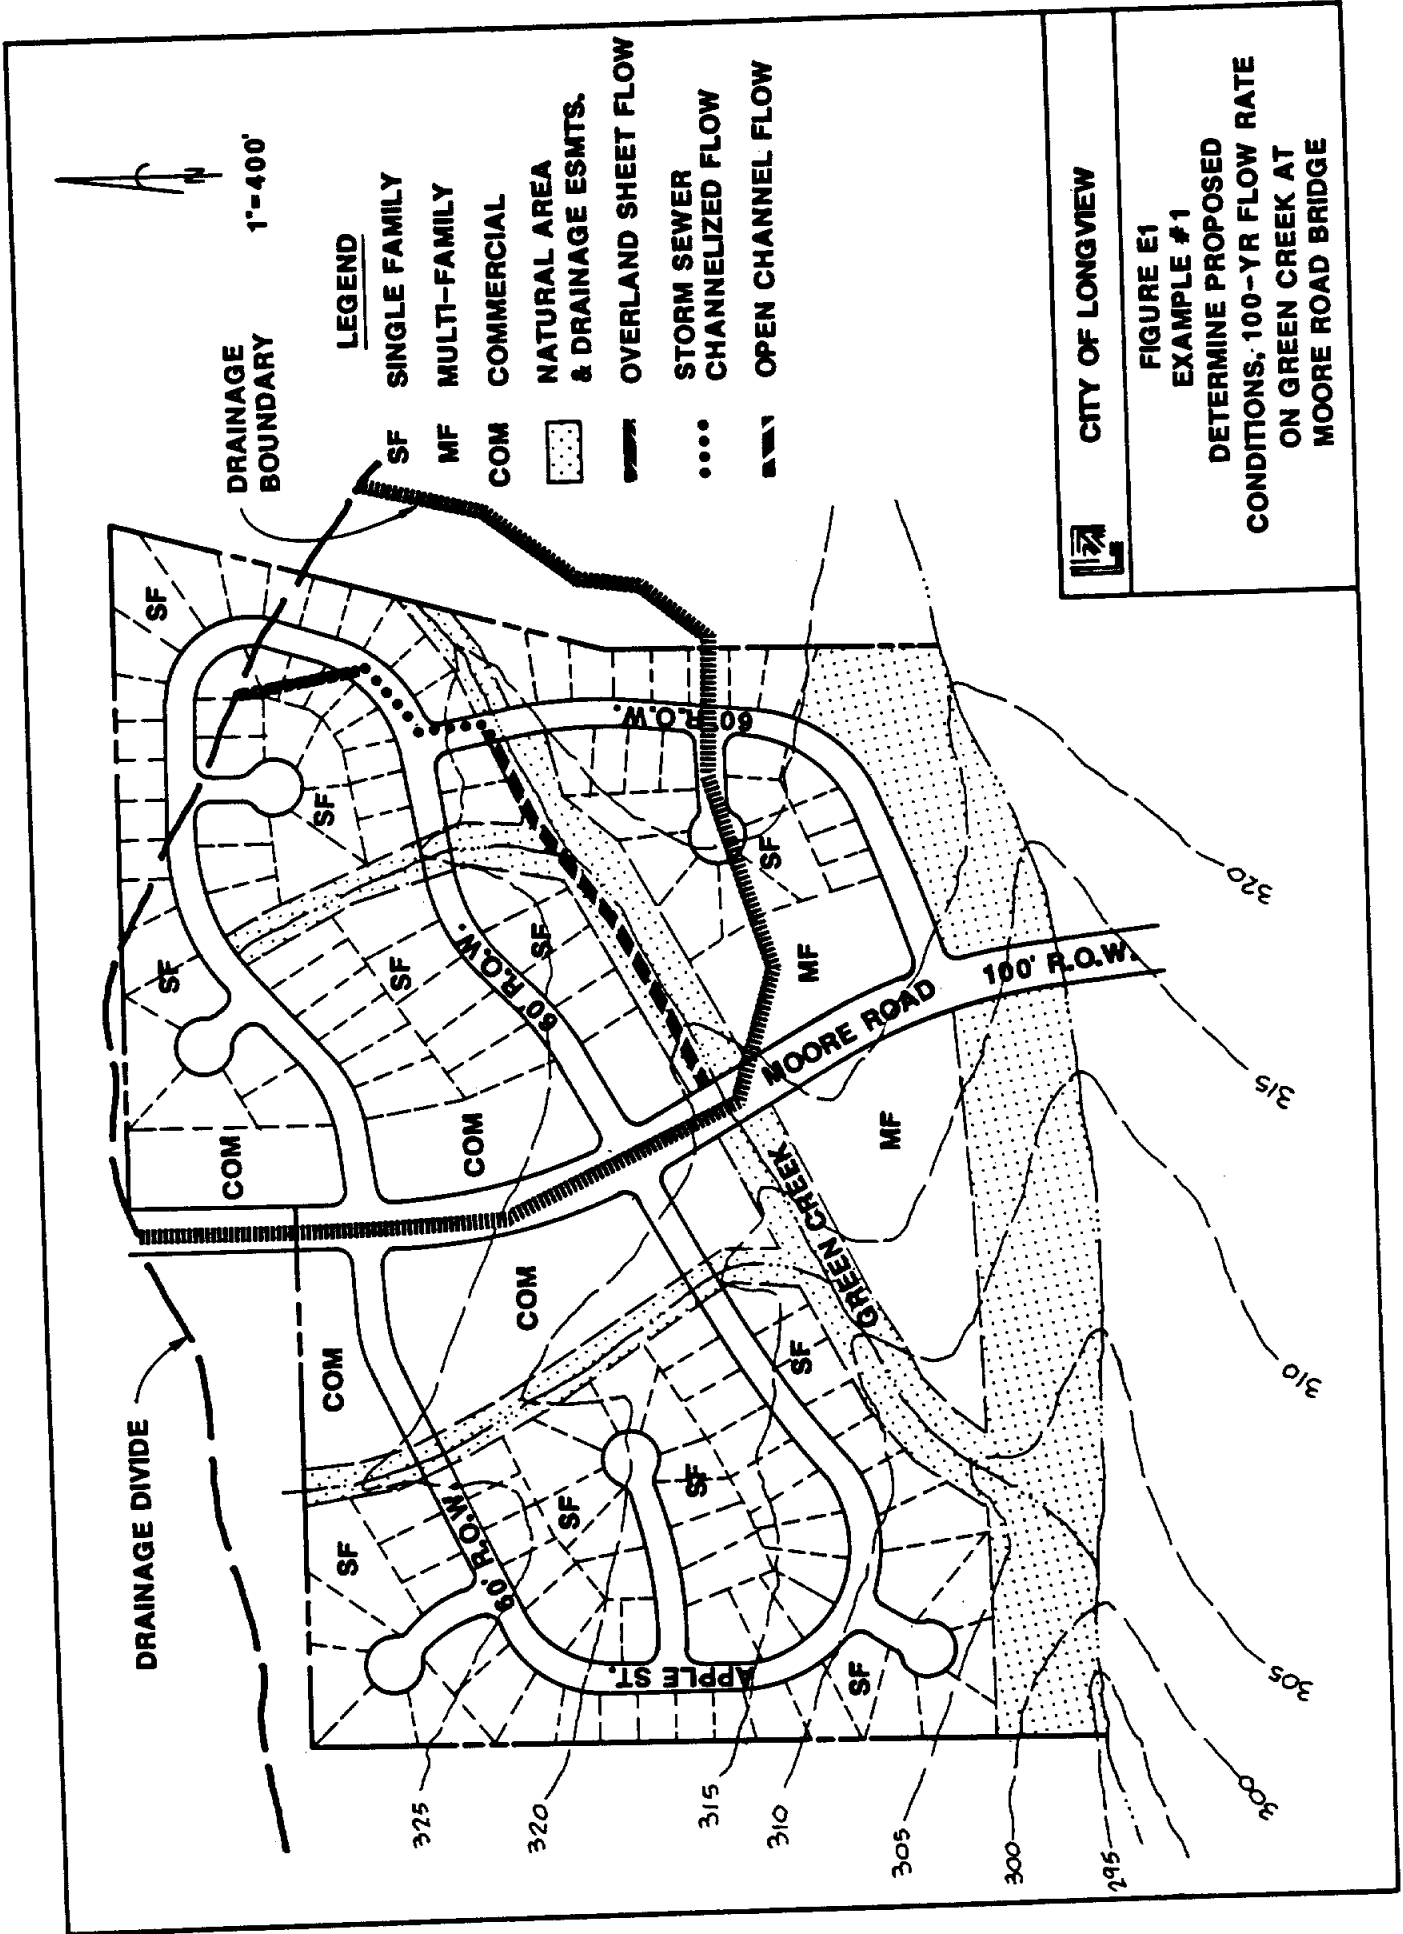 1"=400'
N
DRAINAGE
BOUNDARY
LEGEND
SF SINGLE FAMILY
MF MULTI-FAMILY
COM COMMERCIAL
NATURAL AREA
& DRAINAGE ESMTS.
OVERLAND SHEET FLOW
STORM SEWER
CHANNELIZED FLOW
OPEN CHANNEL FLOW
CITY OF LONGVIEW
FIGURE E1
EXAMPLE #1
DETERMINE PROPOSED
CONDITIONS, 100-YR FLOW RATE
ON GREEN CREEK AT
MOORE ROAD BRIDGE
DRAINAGE DIVIDE
SF
SF
SF
SF
SF
SF
60' R.O.W.
60' R.O.W.
MF
MOORE ROAD
100' R.O.W.
COM
COM
COM
COM
MF
GREEN CREEK
SF
SF
SF
SF
SF
60' R.O.W.
APPLE ST.
325
320
315
310
305
300
295
320
315
310
305
300